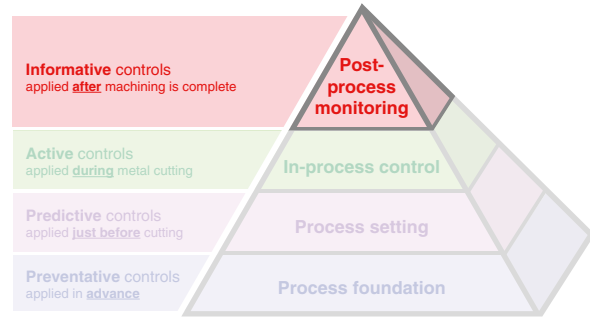 Informative controls
applied after machining is complete
Post-
process
monitoring
Active controls
applied during metal cutting
In-process control
Predictive controls
applied just before cutting
Process setting
Preventative controls
applied in advance
Process foundation